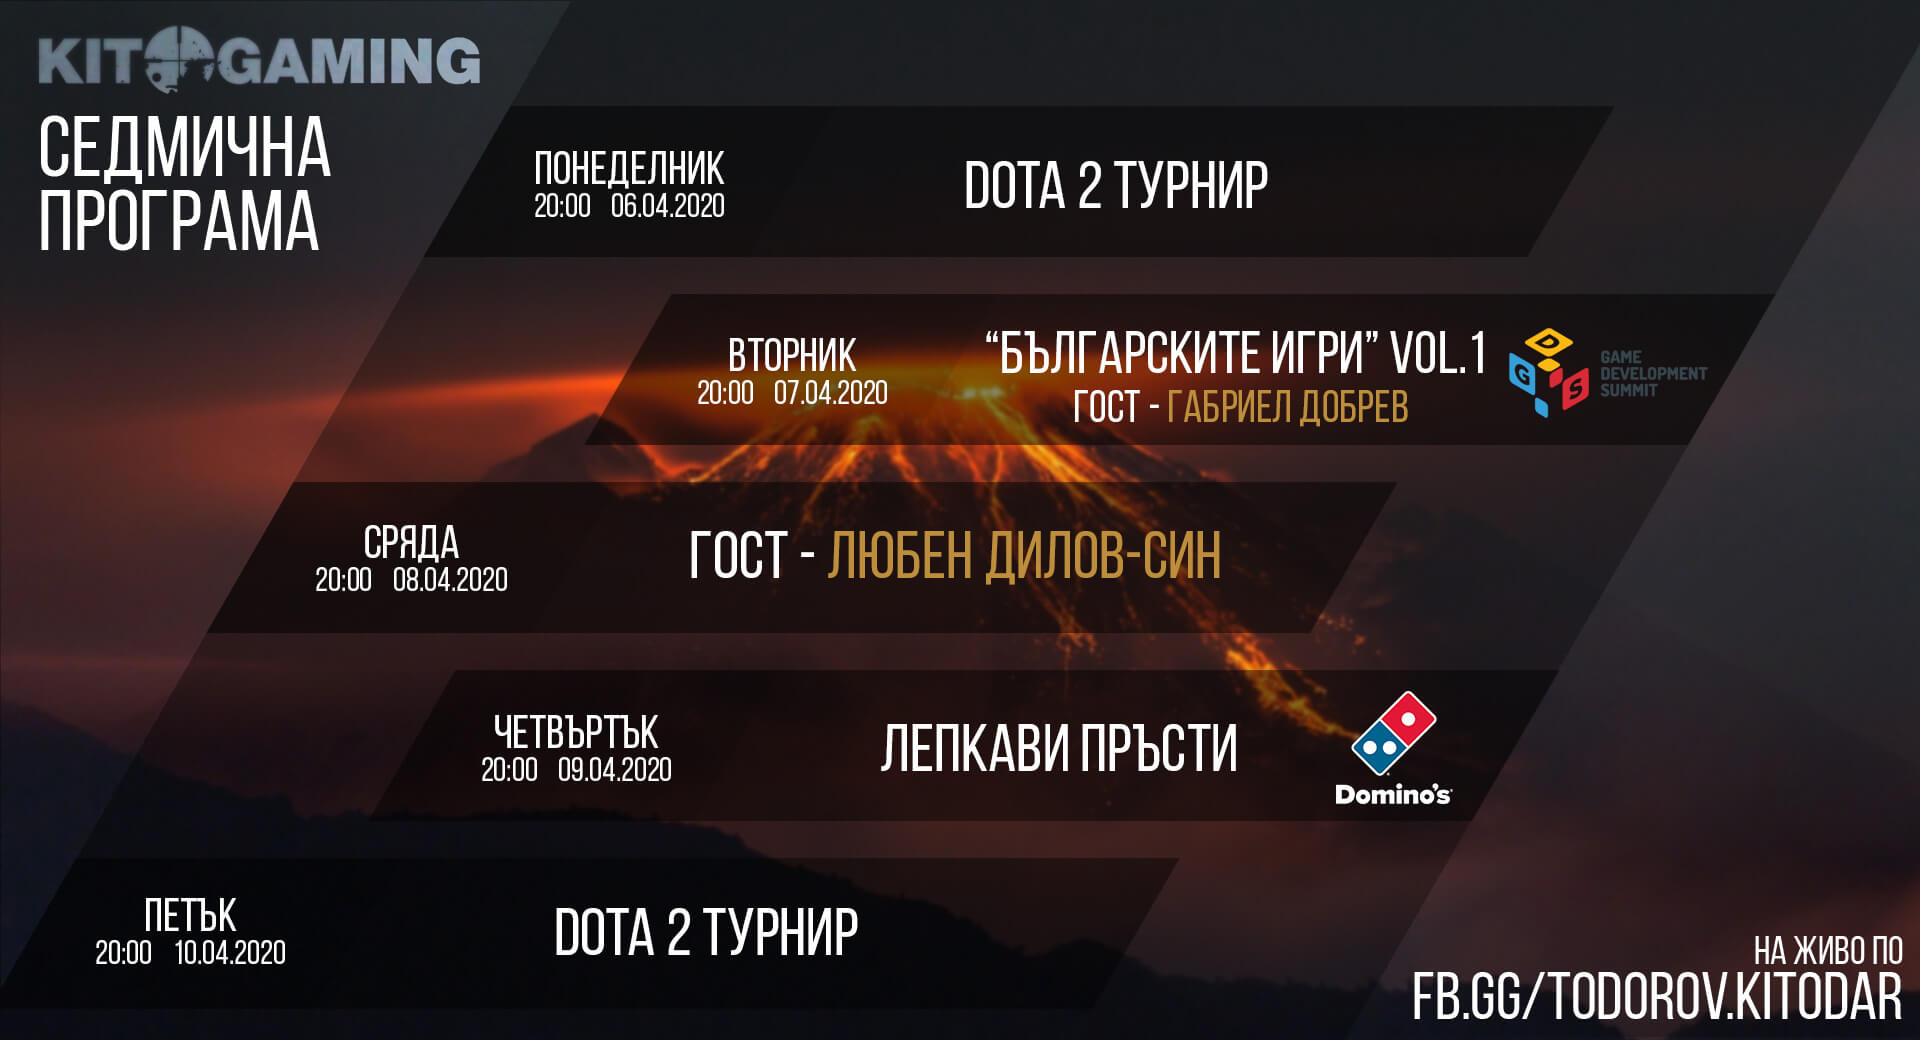 KIT GAMING
СЕДМИЧНА
ПРОГРАМА
ПОНЕДЕЛНИК
20:00 06.04.2020
DOTA 2 ТУРНИР
ВТОРНИК
20:00 07.04.2020
“БЪЛГАРСКИТЕ ИГРИ” VOL.1
ГОСТ - ГАБРИЕЛ ДОБРЕВ
G D S
GAME
DEVELOPMENT
SUMMIT
СРЯДА
20:00 08.04.2020
ГОСТ - ЛЮБЕН ДИЛОВ-СИН
ЧЕТВЪРТЪК
20:00 09.04.2020
ЛЕПКАВИ ПРЪСТИ
Domino's
ПЕТЪК
20:00 10.04.2020
DOTA 2 ТУРНИР
НА ЖИВО ПО
FB.GG/TODOROV.KITODAR